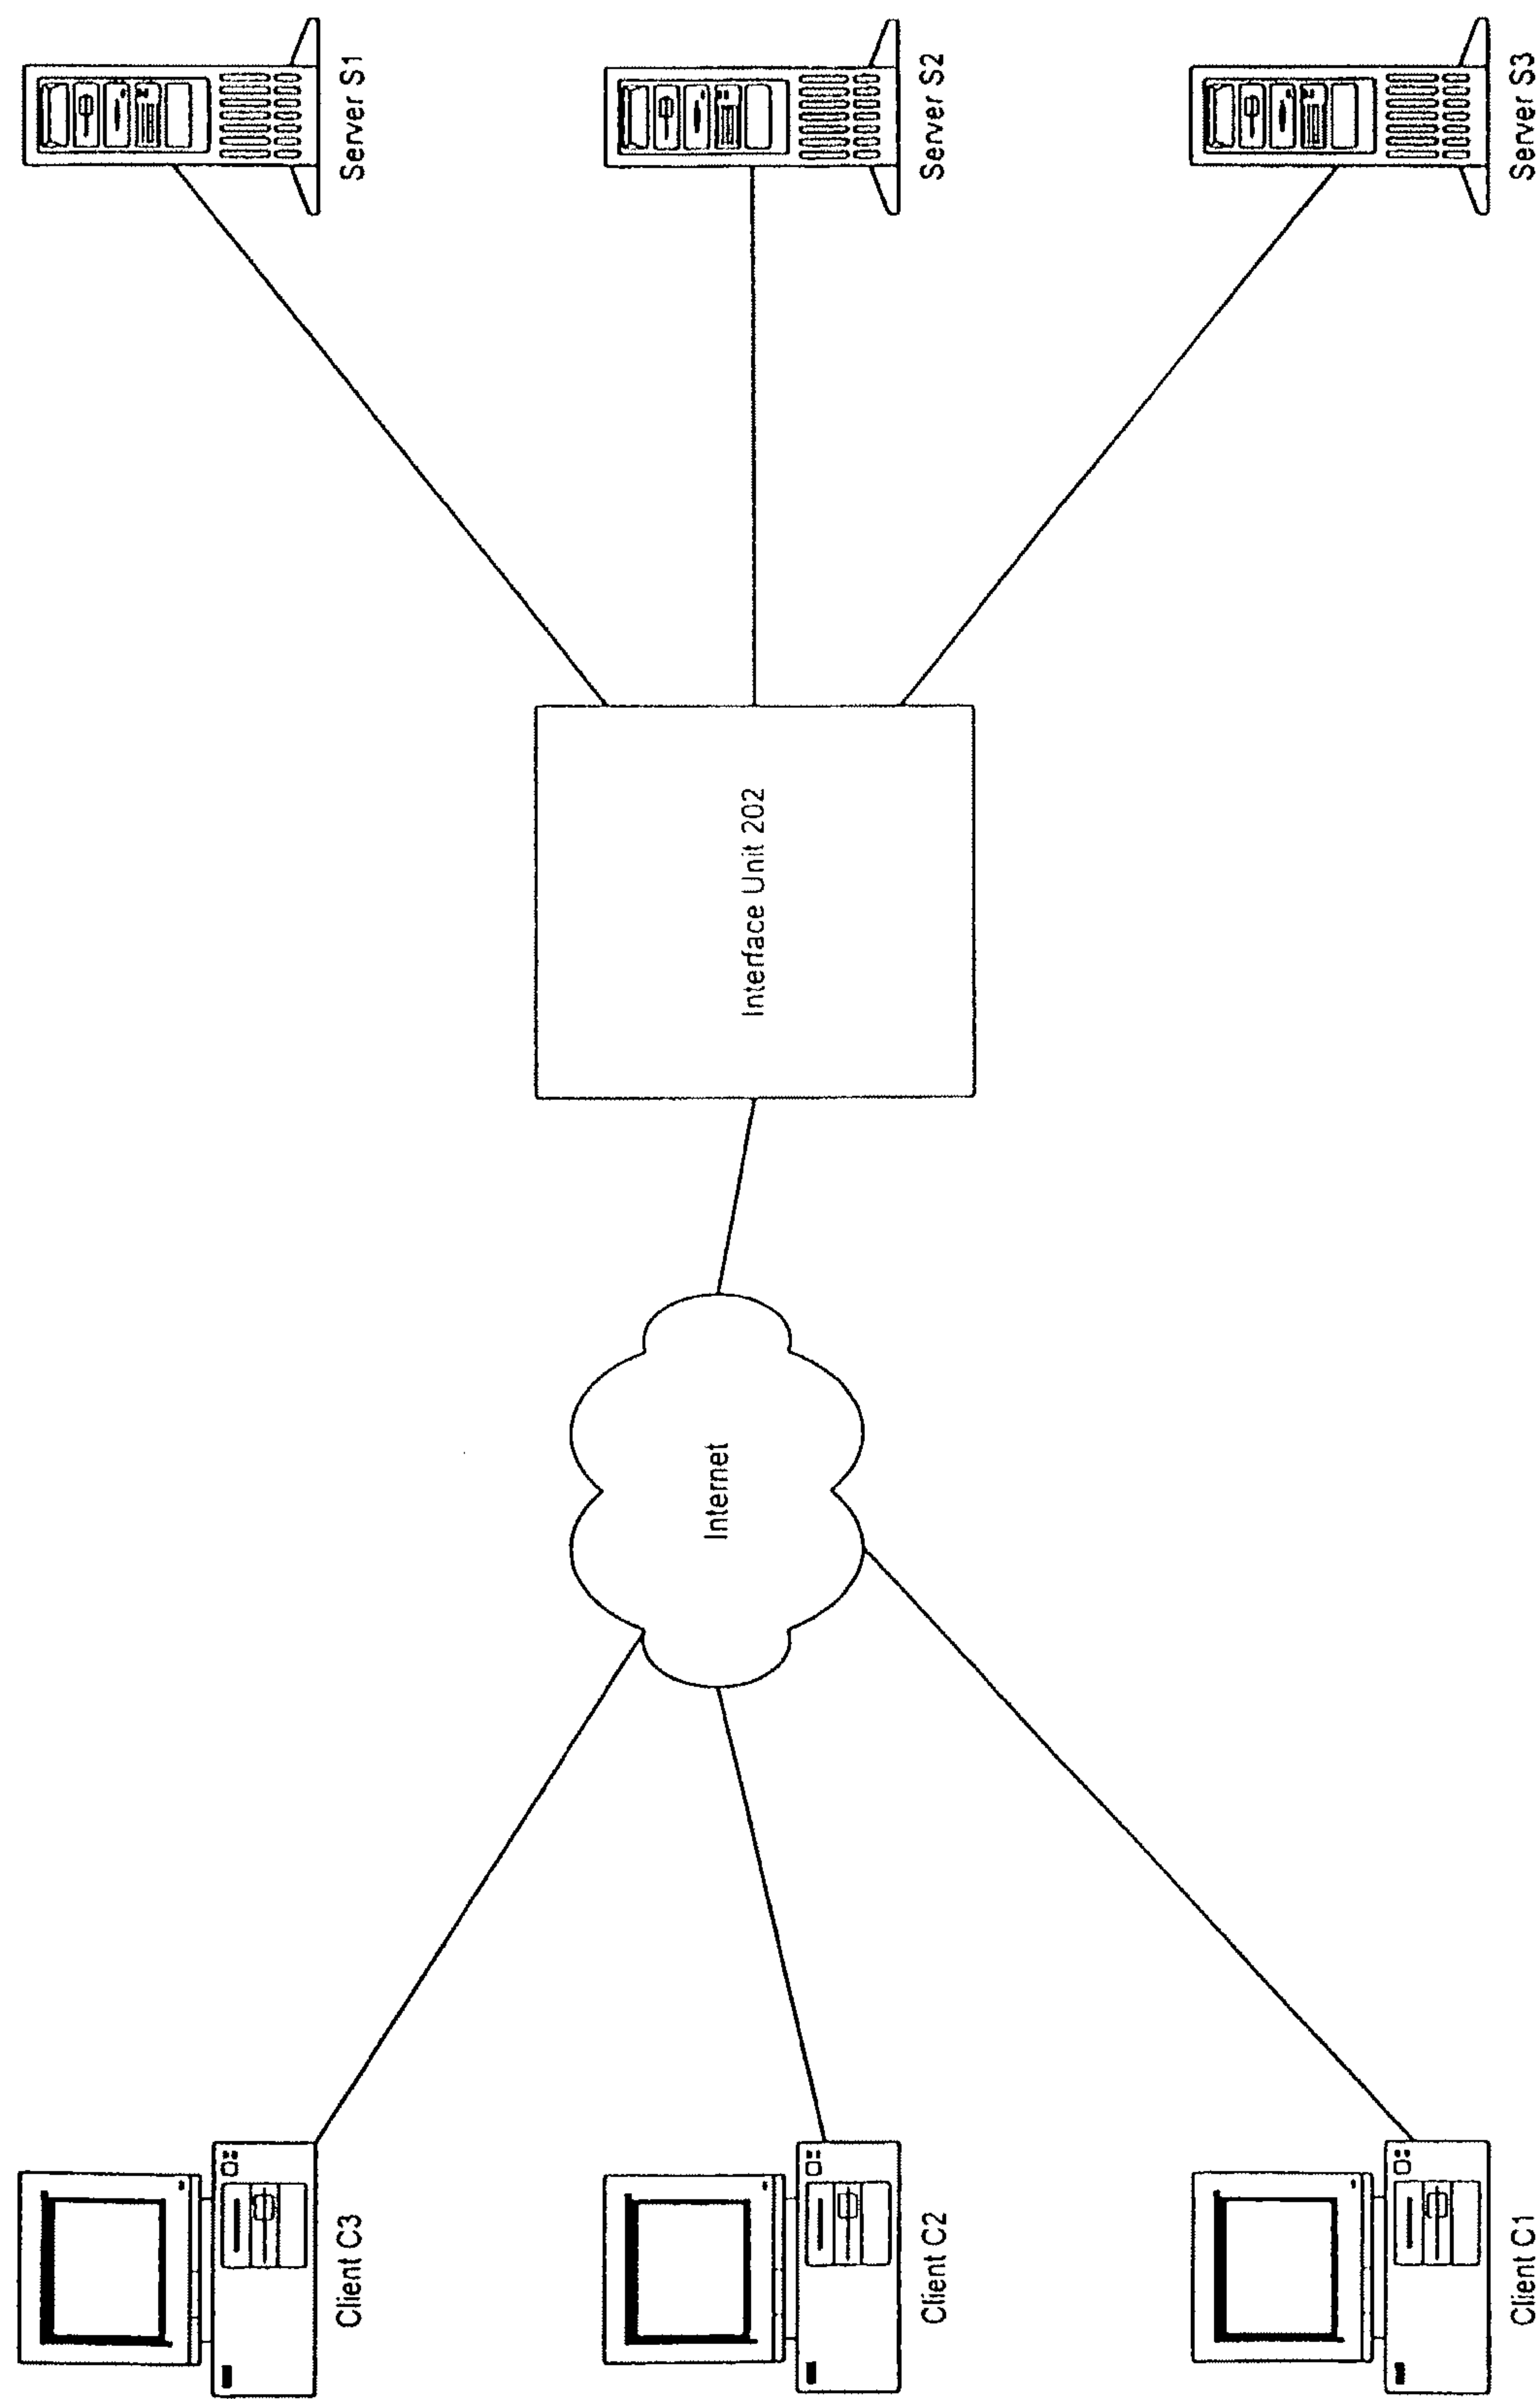 Server S1
Server S2
Server S3
Interface Unit 202
Internet
Client C3
Client C2
Client C1